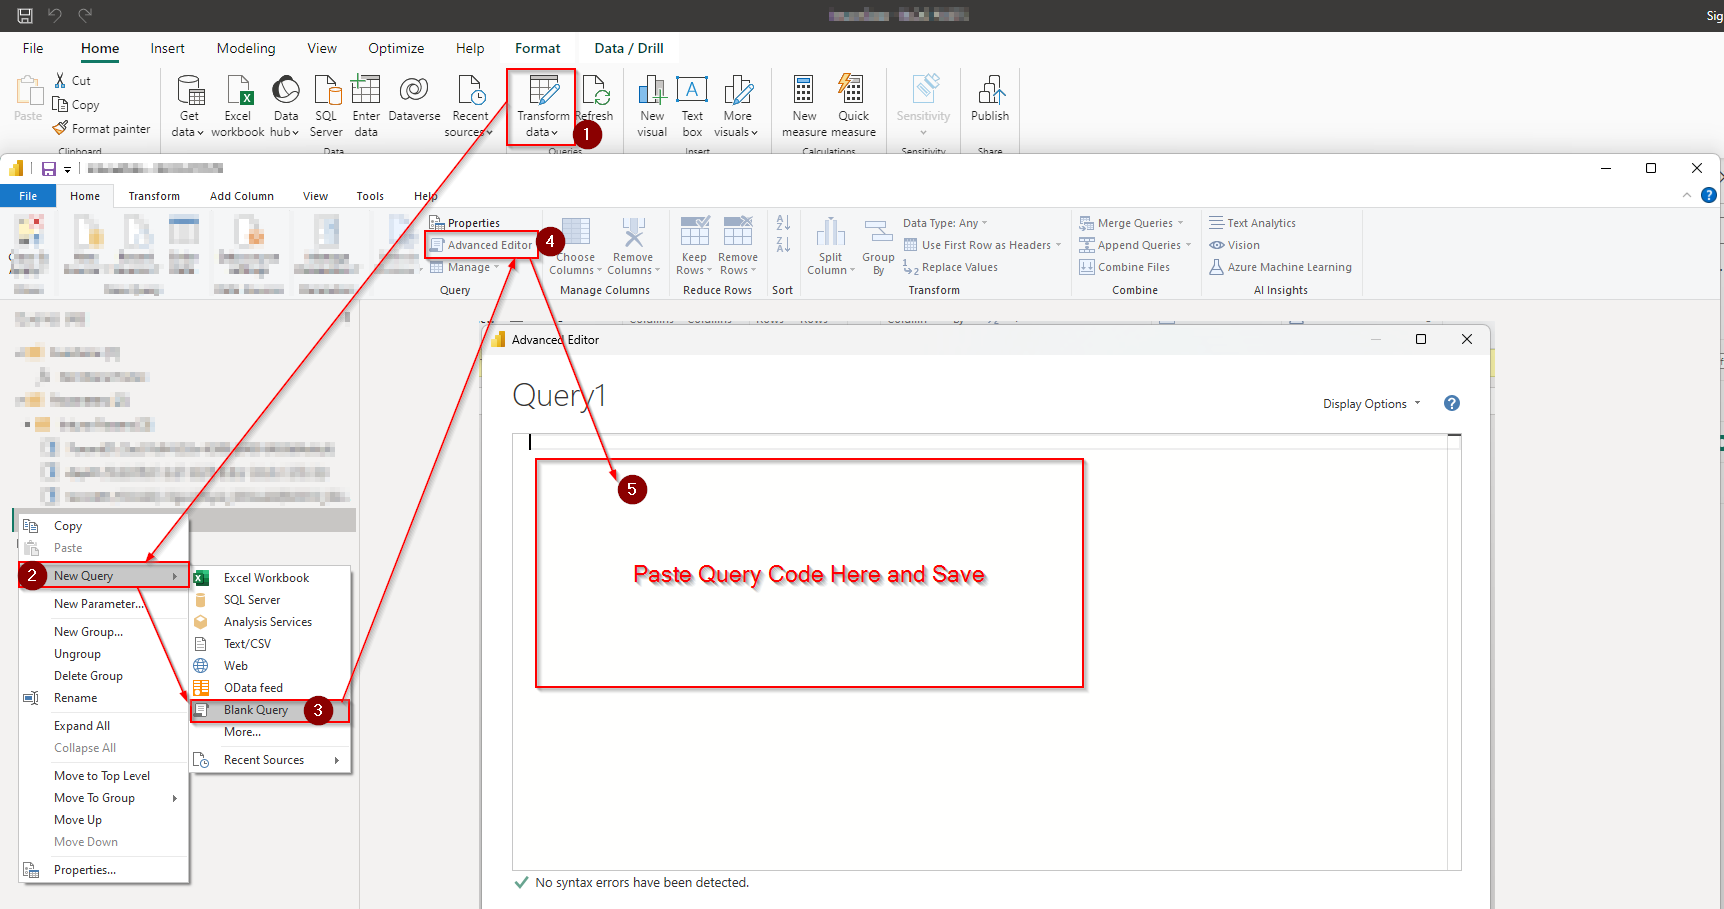 Sig
File Home Insert Modeling View Optimize Help Format Data / Drill
Paste
Cut
Copy
Format painter
Get data
Excel workbook
Data hub
SQL Server
Enter data
Dataverse
Recent sources
Transform data
Refresh
New visual
Text box
More visuals
New measure
Quick measure
Sensitivity
Publish
Clipboard Data Queries Insert Calculations Sensitivity Share
1
File Home Transform Add Column View Tools Help
Properties
Advanced Editor
Manage
4
Choose Columns
Remove Columns
Keep Rows
Remove Rows
Split Column
Group By
Data Type: Any
Use First Row as Headers
Replace Values
Merge Queries
Append Queries
Combine Files
Text Analytics
Vision
Azure Machine Learning
Query Manage Columns Reduce Rows Sort Transform Combine AI Insights
Advanced Editor
Query1
Display Options
5
Paste Query Code Here and Save
No syntax errors have been detected.
Copy
Paste
2
New Query
New Parameter...
New Group...
Ungroup
Delete Group
Rename
Expand All
Collapse All
Move to Top Level
Move To Group
Move Up
Move Down
Properties...
Excel Workbook
SQL Server
Analysis Services
Text/CSV
Web
OData feed
Blank Query
3
More...
Recent Sources